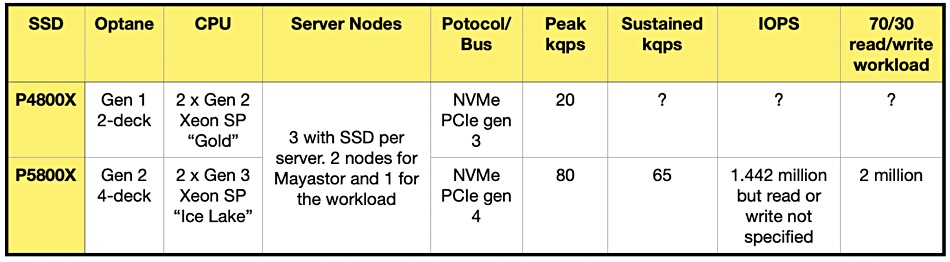 SSD Optane CPU Server Nodes Potocol/ Bus Peak kqps Sustained kqps IOPS 70/30 read/write workload
P4800X Gen 1 2-deck 2 x Gen 2 Xeon SP “Gold” 3 with SSD per server. 2 nodes for Mayastor and 1 for the workload NVMe PCIe gen 3 20 ? ? ?
P5800X Gen 2 4-deck 2 x Gen 3 Xeon SP “Ice Lake” NVMe PCIe gen 4 80 65 1.442 million but read or write not specified 2 million